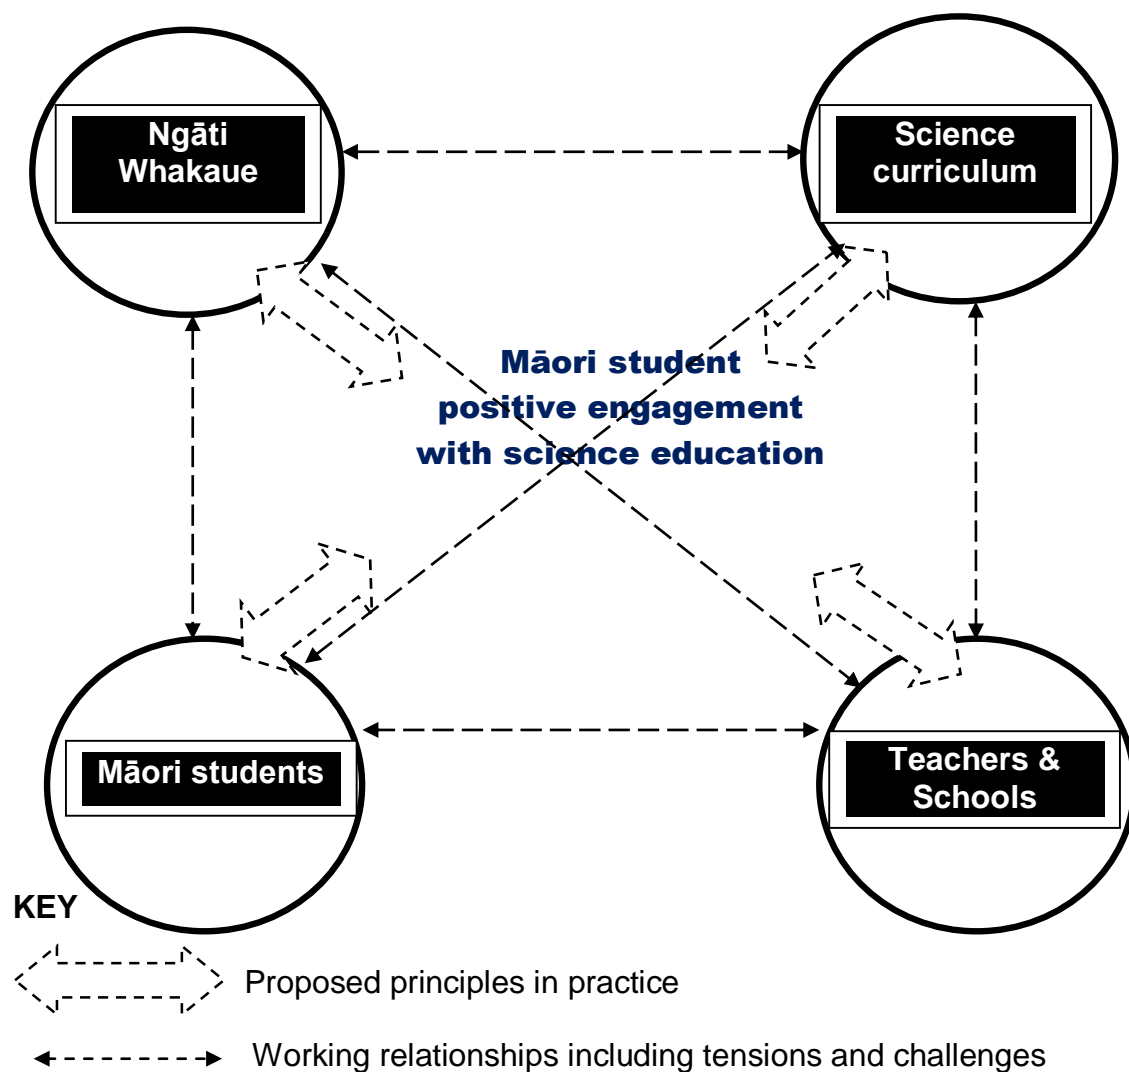 Ngāti
Whakaue
Science
curriculum
Māori student
positive engagement
with science education
Māori students
Teachers &
Schools
KEY
Proposed principles in practice
Working relationships including tensions and challenges